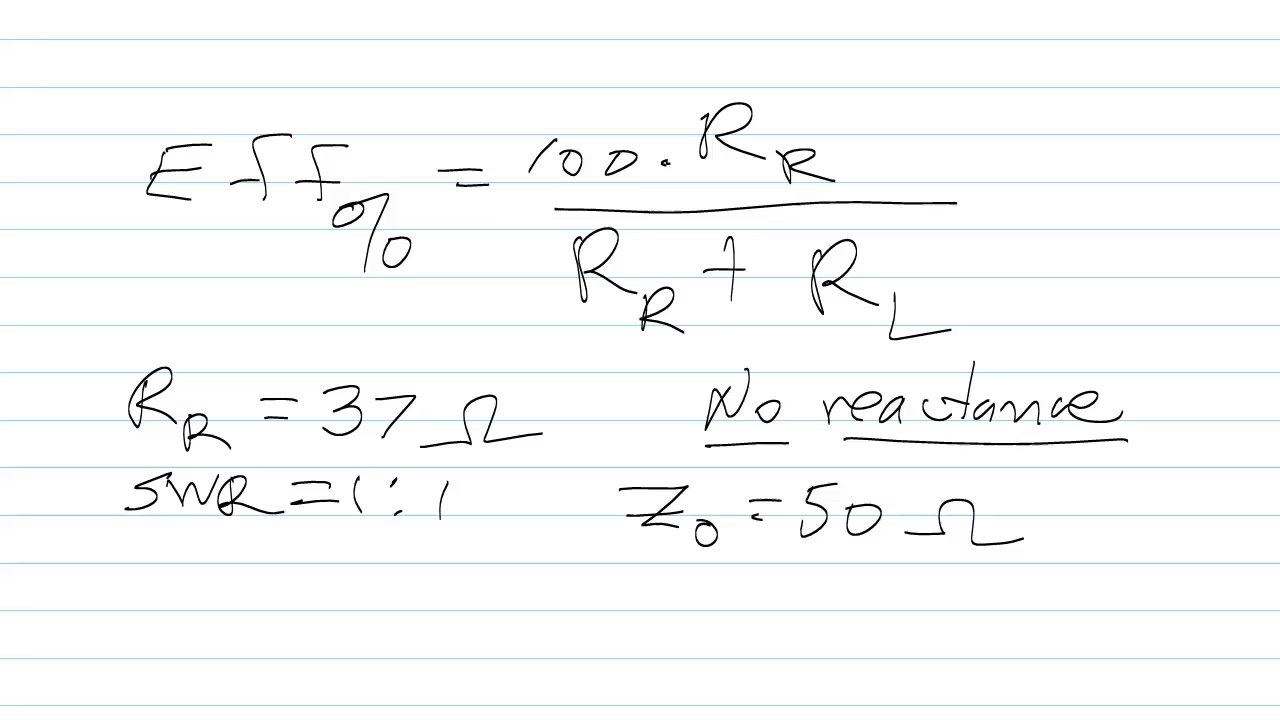 Eff% = 100 · RR
RR + RL
RR = 37 Ω No reactance
SWR = 1 : 1 Z0 = 50 Ω